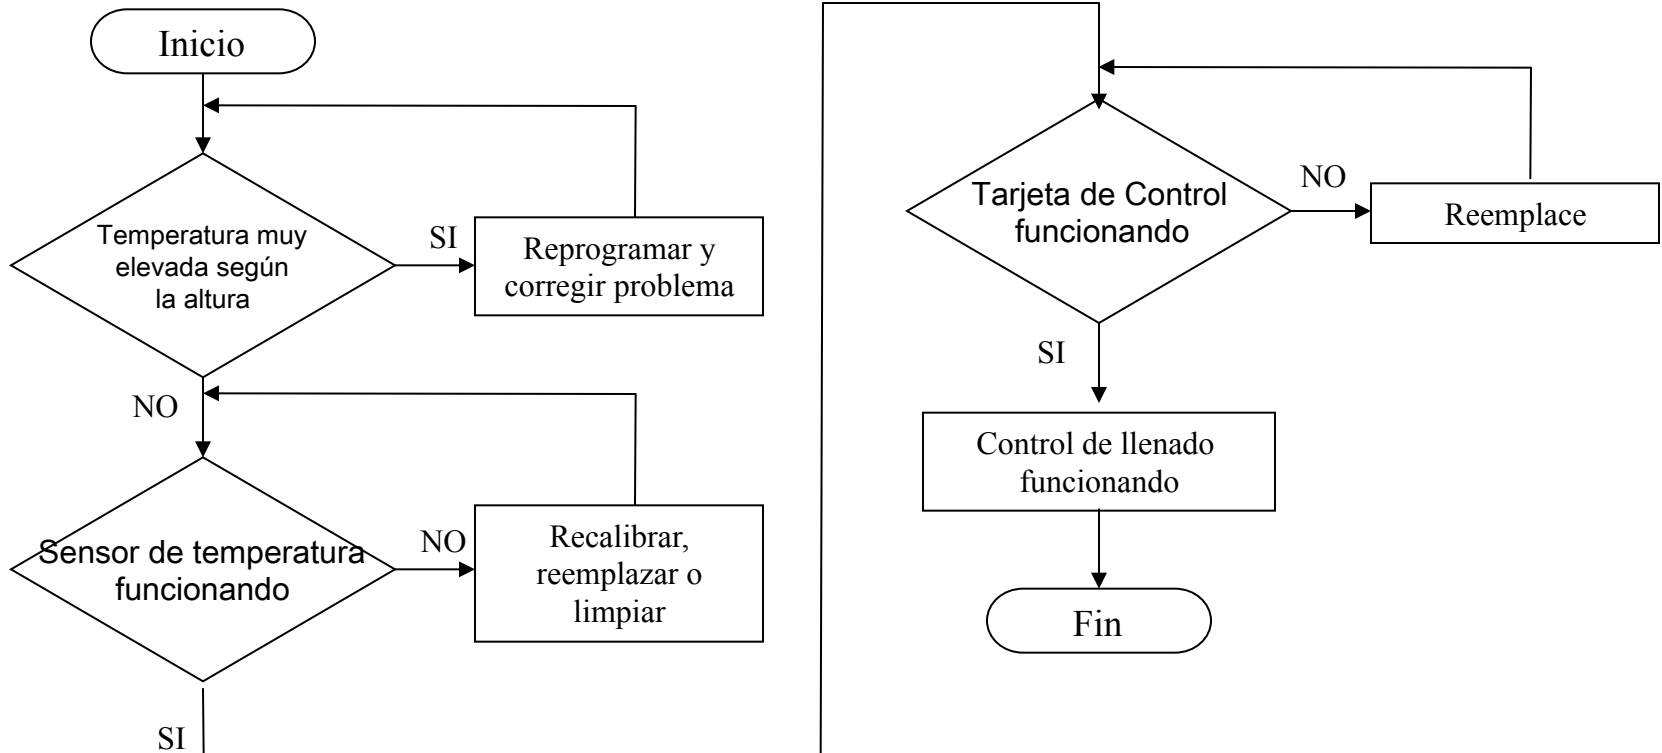 Inicio
Temperatura muy
elevada según
la altura
SI
Reprogramar y
corregir problema
NO
Sensor de temperatura
funcionando
NO
Recalibrar,
reemplazar o
limpiar
SI
Tarjeta de Control
funcionando
NO
Reemplace
SI
Control de llenado
funcionando
Fin